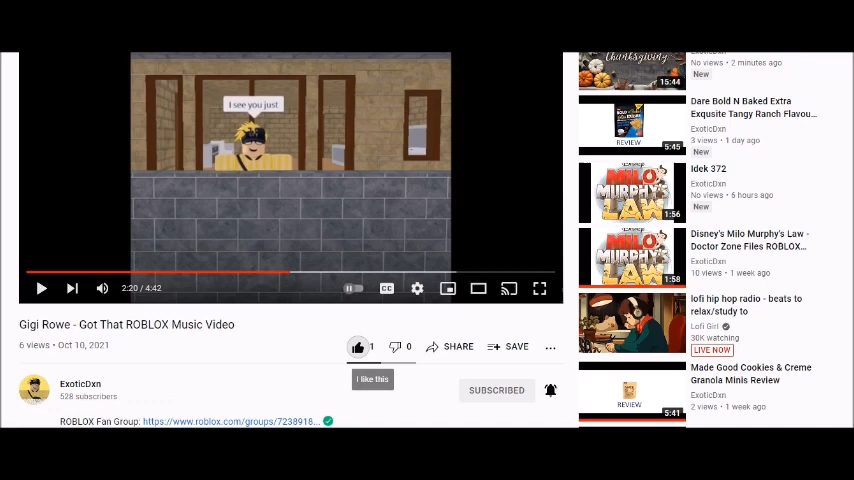 I see you just
2:20 / 4:42
CC
Gigi Rowe - Got That ROBLOX Music Video
6 views • Oct 10, 2021
1
0
SHARE
SAVE
I like this
ExoticDxn
528 subscribers
SUBSCRIBED
ROBLOX Fan Group: https://www.roblox.com/groups/7238918...
Thanksgiving
15:44
No views • 2 minutes ago
New
REVIEW
5:45
Dare Bold N Baked Extra
Exqusite Tangy Ranch Flavou...
ExoticDxn
3 views • 1 day ago
New
MILO
MURPHY'S
LAW
1:56
Idek 372
ExoticDxn
No views • 6 hours ago
New
MILO
MURPHY'S
LAW
1:58
Disney's Milo Murphy's Law -
Doctor Zone Files ROBLOX...
ExoticDxn
10 views • 1 week ago
lofi hip hop radio - beats to
relax/study to
Lofi Girl
30K watching
LIVE NOW
REVIEW
5:41
Made Good Cookies & Creme
Granola Minis Review
ExoticDxn
2 views • 1 week ago